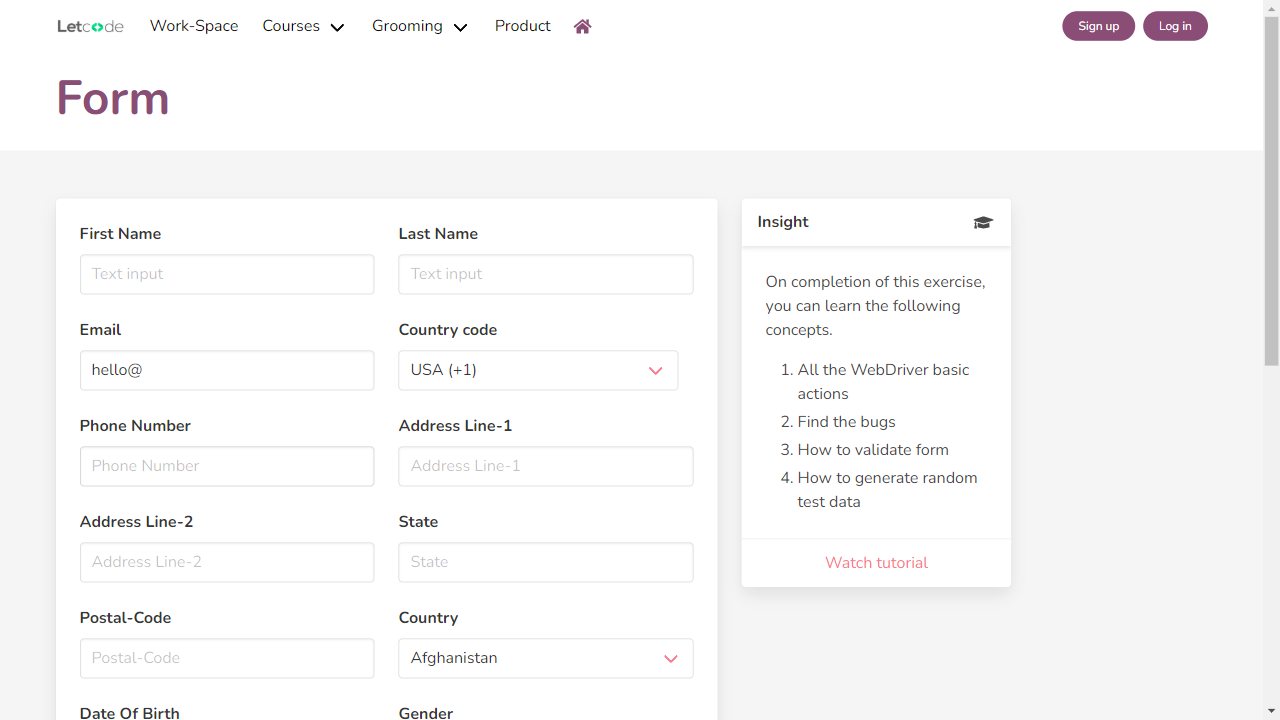 Letcode Work-Space Courses Grooming Product Sign up Log in
Form
First Name Last Name
Text input Text input
Email Country code
hello@ USA (+1)
Phone Number Address Line-1
Phone Number Address Line-1
Address Line-2 State
Address Line-2 State
Postal-Code Country
Postal-Code Afghanistan
Date Of Birth Gender
Insight
On completion of this exercise,
you can learn the following
concepts.
1. All the WebDriver basic
actions
2. Find the bugs
3. How to validate form
4. How to generate random
test data
Watch tutorial